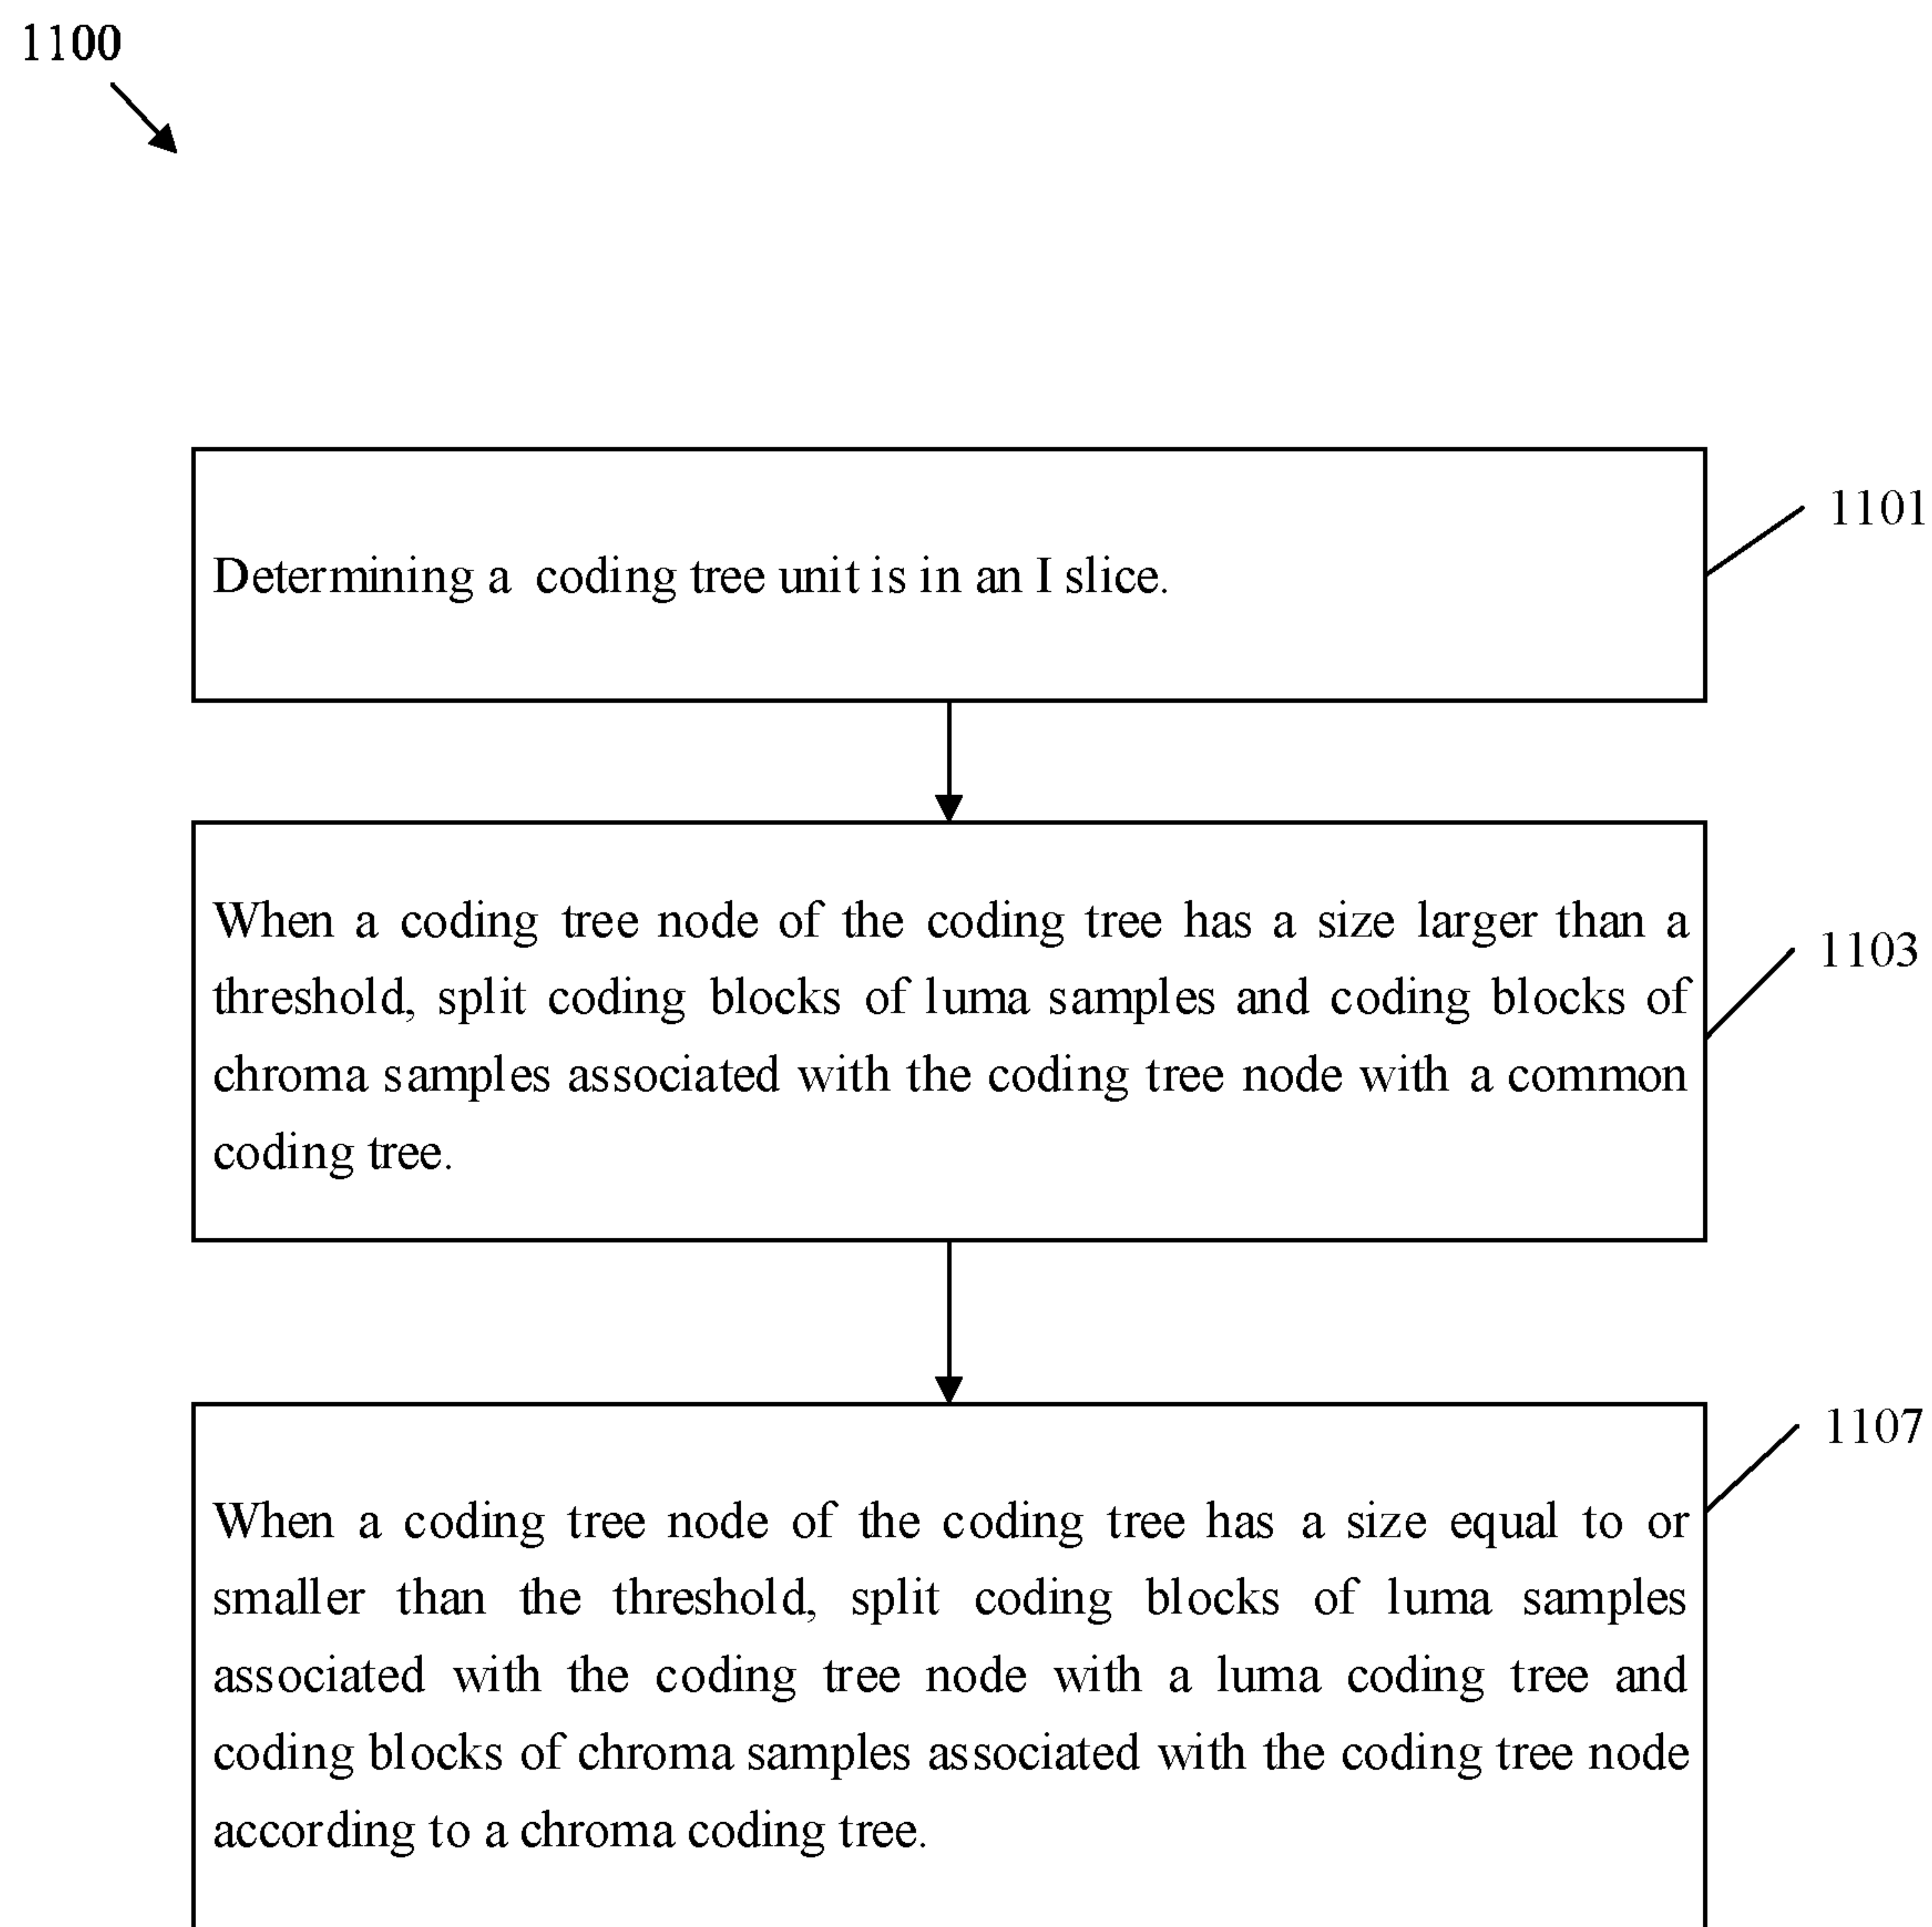 1100
Determining a coding tree unit is in an I slice.
1101
When a coding tree node of the coding tree has a size larger than a
threshold, split coding blocks of luma samples and coding blocks of
chroma samples associated with the coding tree node with a common
coding tree.
1103
When a coding tree node of the coding tree has a size equal to or
smaller than the threshold, split coding blocks of luma samples
associated with the coding tree node with a luma coding tree and
coding blocks of chroma samples associated with the coding tree node
according to a chroma coding tree.
1107